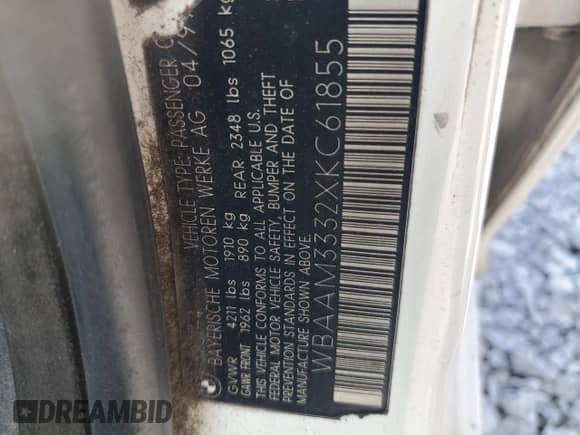 VEHICLE TYPE: PASSENGER C
BAYERISCHE MOTOREN WERKE AG 04/9
GVWR 4211 lbs 1910 kg
GAWR FRONT 1962 lbs 890 kg REAR 2348 lbs 1065 kg
THIS VEHICLE CONFORMS TO ALL APPLICABLE U.S.
FEDERAL MOTOR VEHICLE SAFETY, BUMPER AND THEFT
PREVENTION STANDARDS IN EFFECT ON THE DATE OF
MANUFACTURE SHOWN ABOVE.
WBAAM3332XKC61855
DREAMBID